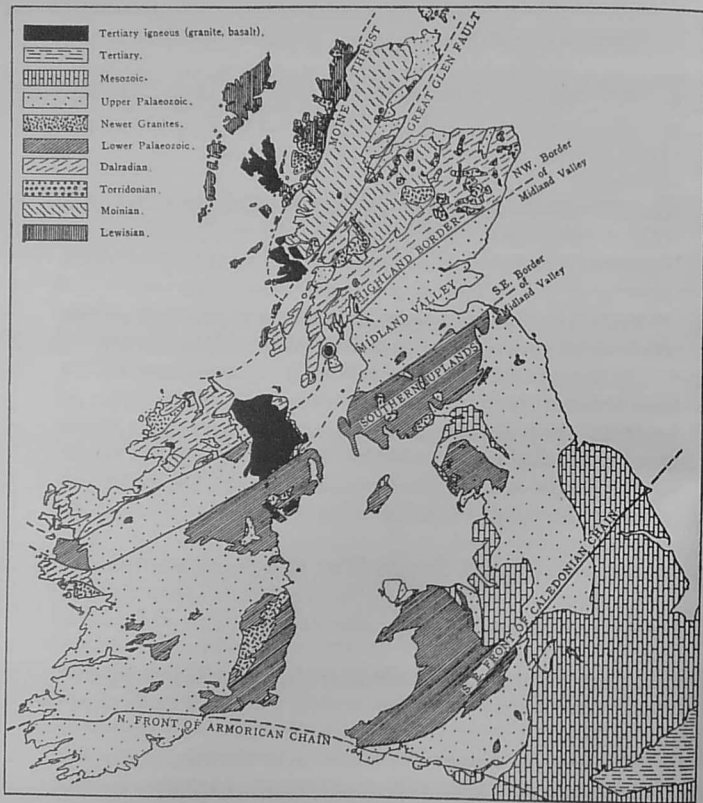 Tertiary igneous (granite, basalt).
Tertiary.
Mesozoic.
Upper Palaeozoic.
Newer Granites.
Lower Palaeozoic.
Dalradian.
Torridonian.
Moinian.
Lewisian.
MOINE THRUST
GREAT GLEN FAULT
NW. Border
of
Midland Valley
HIGHLAND BORDER
MIDLAND VALLEY
S.E. Border
of
Midland Valley
SOUTHERN UPLANDS
S. E. FRONT OF CALEDONIAN CHAIN
N. FRONT OF ARMORICAN CHAIN